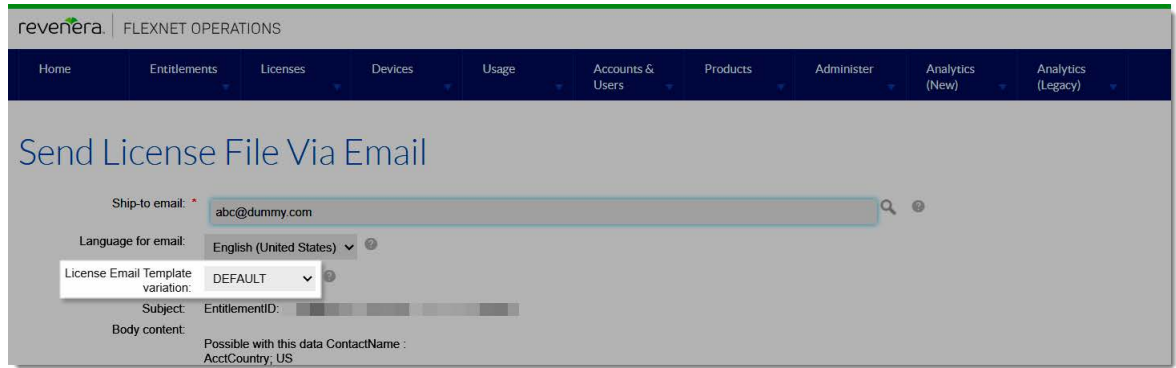 revenera. FLEXNET OPERATIONS
Home Entitlements Licenses Devices Usage Accounts & Users Products Administer Analytics (New) Analytics (Legacy)
Send License File Via Email
Ship-to email: * abc@dummy.com
Language for email: English (United States)
License Email Template variation: DEFAULT
Subject: EntitlementID:
Body content:
Possible with this data ContactName :
AcctCountry; US